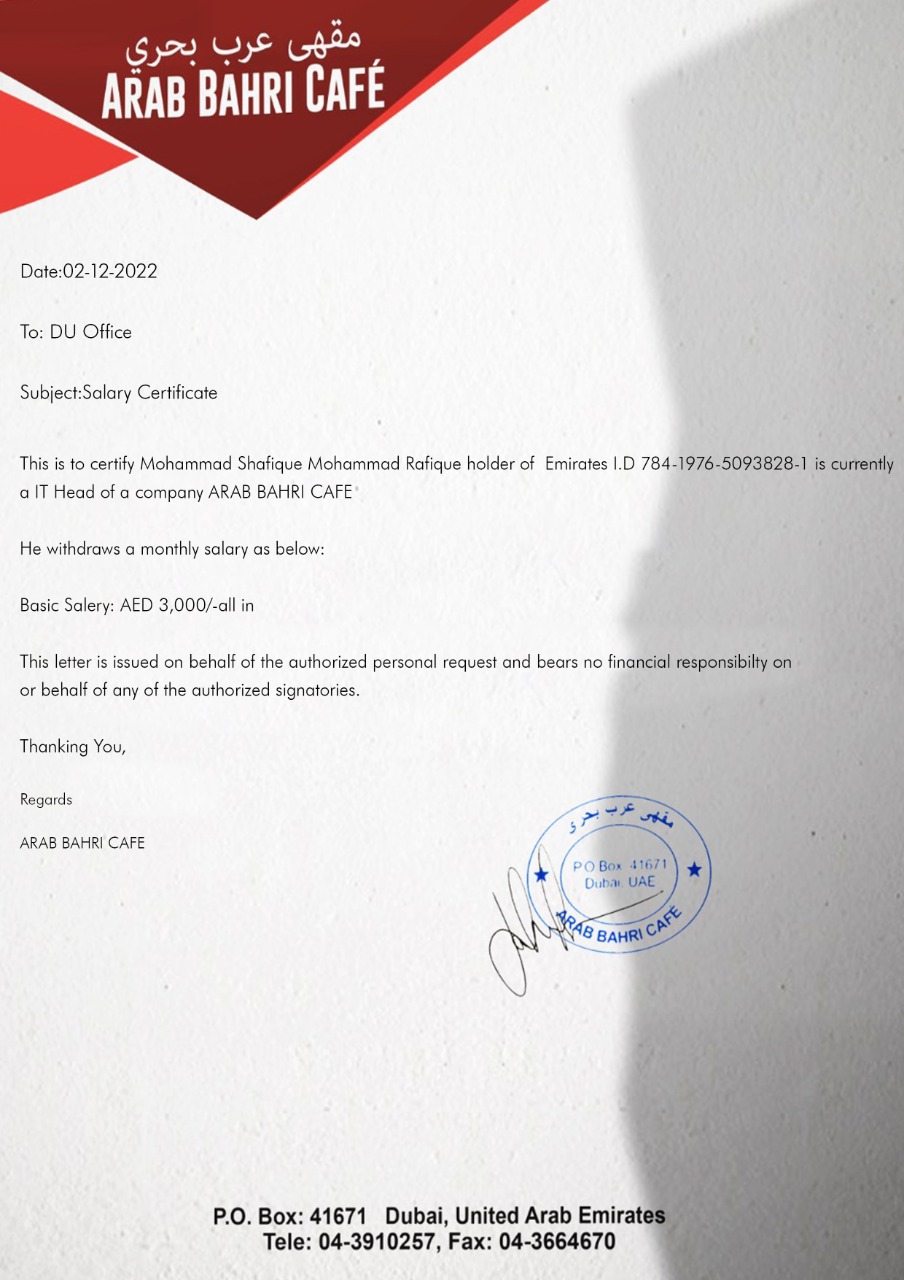 مقهى عرب بحري
ARAB BAHRI CAFÉ
Date:02-12-2022
To: DU Office
Subject:Salary Certificate
This is to certify Mohammad Shafique Mohammad Rafique holder of Emirates I.D 784-1976-5093828-1 is currently
a IT Head of a company ARAB BAHRI CAFE
He withdraws a monthly salary as below:
Basic Salery: AED 3,000/-all in
This letter is issued on behalf of the authorized personal request and bears no financial responsibilty on
or behalf of any of the authorized signatories.
Thanking You,
Regards
ARAB BAHRI CAFE
مقهى عرب بحري
P O Box 41671
Dubai. UAE
ARAB BAHRI CAFÉ
P.O. Box: 41671 Dubai, United Arab Emirates
Tele: 04-3910257, Fax: 04-3664670